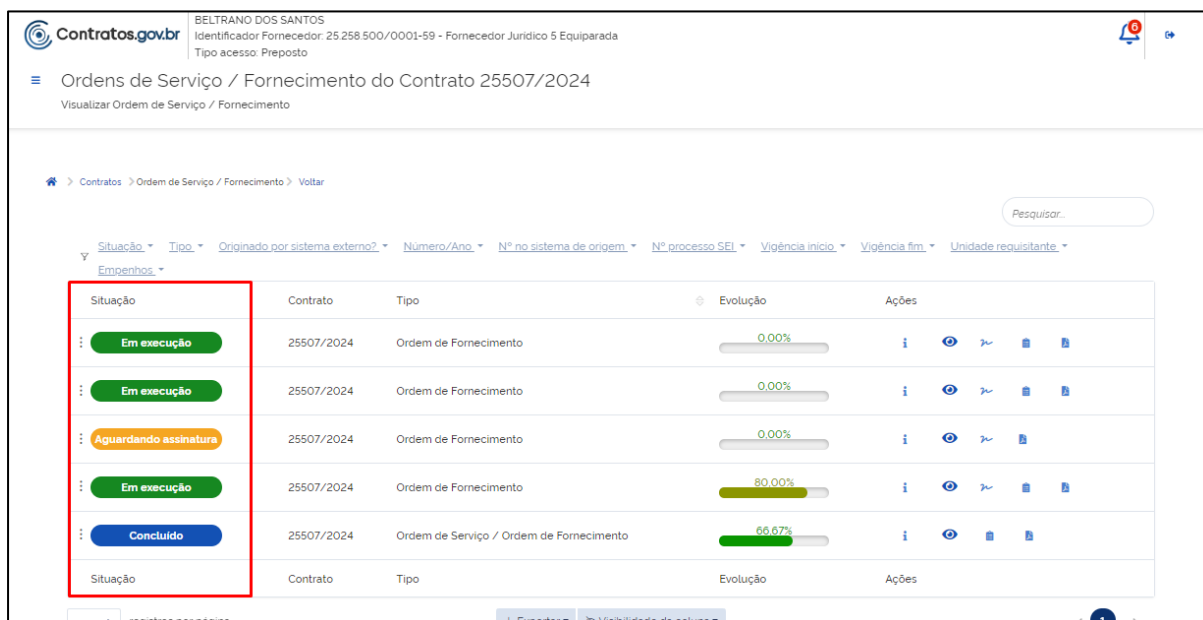 Contratos.gov.br
BELTRANO DOS SANTOS
Identificador Fornecedor: 25.258.500/0001-59 - Fornecedor Jurídico 5 Equiparada
Tipo acesso: Preposto
6
Ordens de Serviço / Fornecimento do Contrato 25507/2024
Visualizar Ordem de Serviço / Fornecimento
> Contratos > Ordem de Serviço / Fornecimento > Voltar
Pesquisar...
Situação Tipo Originado por sistema externo? Número/Ano Nº no sistema de origem Nº processo SEI Vigência início Vigência fim Unidade requisitante
Empenhos
Situação Contrato Tipo Evolução Ações
Em execução 25507/2024 Ordem de Fornecimento 0,00%
Em execução 25507/2024 Ordem de Fornecimento 0,00%
Aguardando assinatura 25507/2024 Ordem de Fornecimento 0,00%
Em execução 25507/2024 Ordem de Fornecimento 80,00%
Concluído 25507/2024 Ordem de Serviço / Ordem de Fornecimento 66,67%
Situação Contrato Tipo Evolução Ações
registros por página Exportar Visibilidade da coluna 1